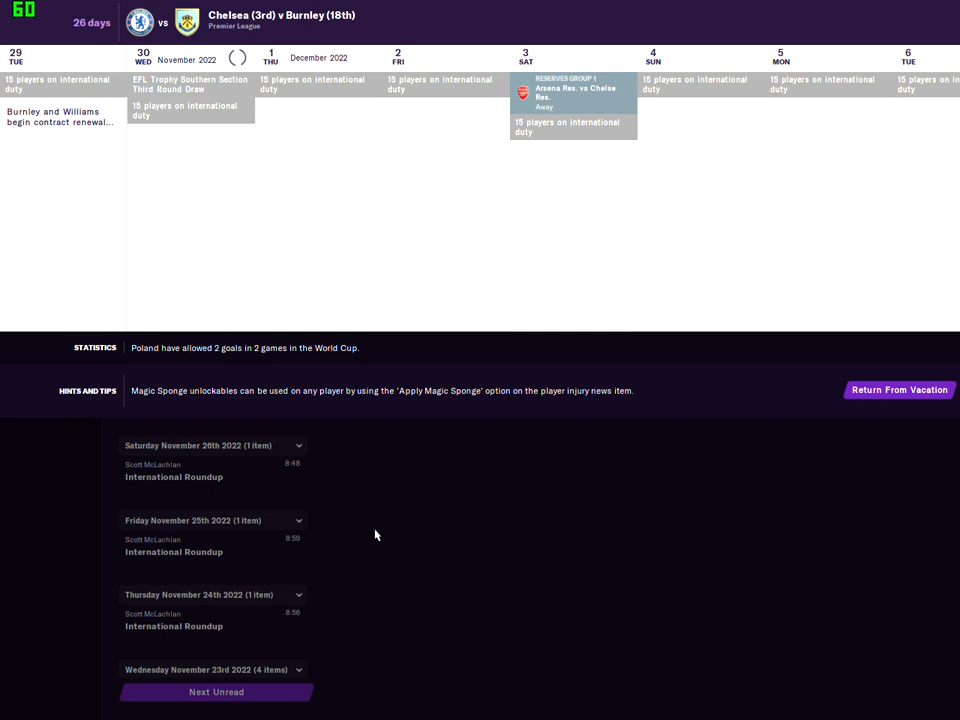 60
26 days
Chelsea (3rd) v Burnley (18th)
vs
Premier League
29
TUE
30
WED
November 2022
1
THU
December 2022
2
FRI
3
SAT
4
SUN
5
MON
6
TUE
15 players on international
duty
Burnley and Williams
begin contract renewal...
EFL Trophy Southern Section
Third Round Draw
15 players on international
duty
15 players on international
duty
15 players on international
duty
RESERVES GROUP 1
Arsena Res. vs Chelse
Res.
Away
15 players on international
duty
15 players on international
duty
15 players on international
duty
15 players on in
duty
STATISTICS
Poland have allowed 2 goals in 2 games in the World Cup.
HINTS AND TIPS
Magic Sponge unlockables can be used on any player by using the 'Apply Magic Sponge' option on the player injury news item.
Return From Vacation
Saturday November 26th 2022 (1 item)
Scott McLachlan
8:48
International Roundup
Friday November 25th 2022 (1 item)
Scott McLachlan
8:59
International Roundup
Thursday November 24th 2022 (1 item)
Scott McLachlan
8:56
International Roundup
Wednesday November 23rd 2022 (4 items)
Next Unread